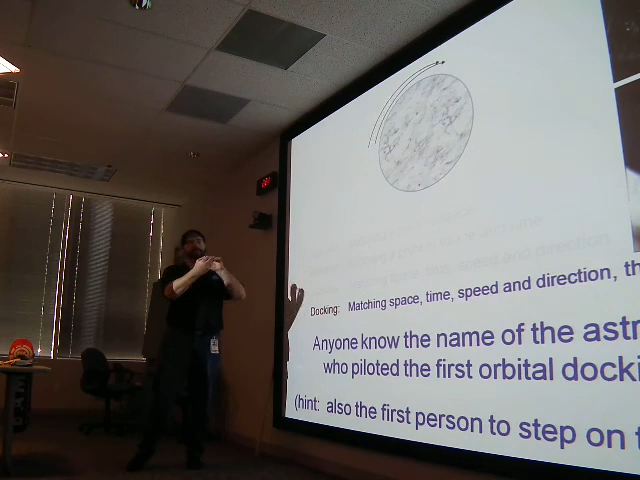 Docking: Matching space, time, speed and direction, th
Anyone know the name of the astr
who piloted the first orbital docki
(hint: also the first person to step on t